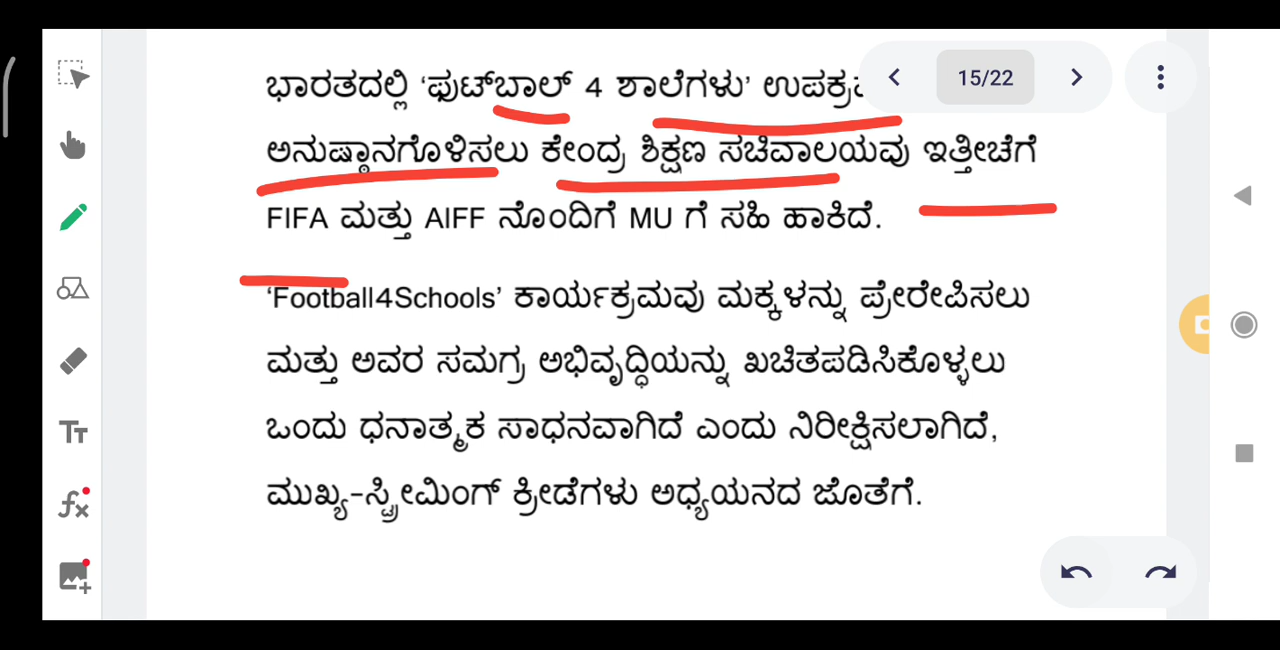 ಭಾರತದಲ್ಲಿ ‘ಫುಟ್‌ಬಾಲ್ 4 ಶಾಲೆಗಳು’
15/22
ಅನುಷ್ಠಾನಗೊಳಿಸಲು ಕೇಂದ್ರ ಶಿಕ್ಷಣ ಸಚಿವಾಲಯವು ಇತ್ತೀಚೆಗೆ
FIFA ಮತ್ತು AIFF ನೊಂದಿಗೆ MU ಗೆ ಸಹಿ ಹಾಕಿದೆ.
‘Football4Schools’ ಕಾರ್ಯಕ್ರಮವು ಮಕ್ಕಳನ್ನು ಪ್ರೇರೇಪಿಸಲು
ಮತ್ತು ಅವರ ಸಮಗ್ರ ಅಭಿವೃದ್ಧಿಯನ್ನು ಖಚಿತಪಡಿಸಿಕೊಳ್ಳಲು
ಒಂದು ಧನಾತ್ಮಕ ಸಾಧನವಾಗಿದೆ ಎಂದು ನಿರೀಕ್ಷಿಸಲಾಗಿದೆ,
ಮುಖ್ಯ-ಸ್ಟ್ರೀಮಿಂಗ್ ಕ್ರೀಡೆಗಳು ಅಧ್ಯಯನದ ಜೊತೆಗೆ.
Tт
fx